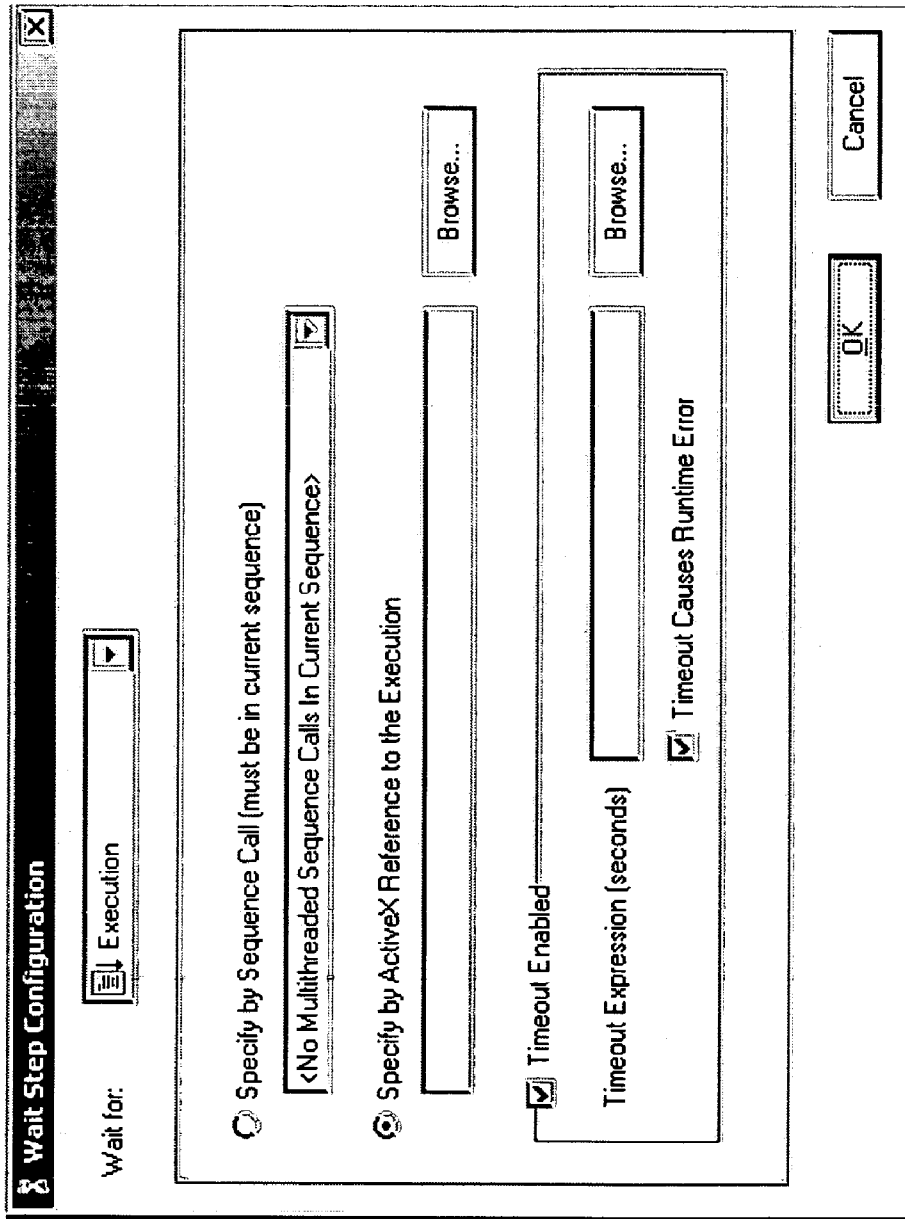 Wait Step Configuration
Wait for:
Execution
Specify by Sequence Call (must be in current sequence)
<No Multithreaded Sequence Calls In Current Sequence>
Specify by ActiveX Reference to the Execution
Browse...
Timeout Enabled
Timeout Expression (seconds)
Browse...
Timeout Causes Runtime Error
OK
Cancel